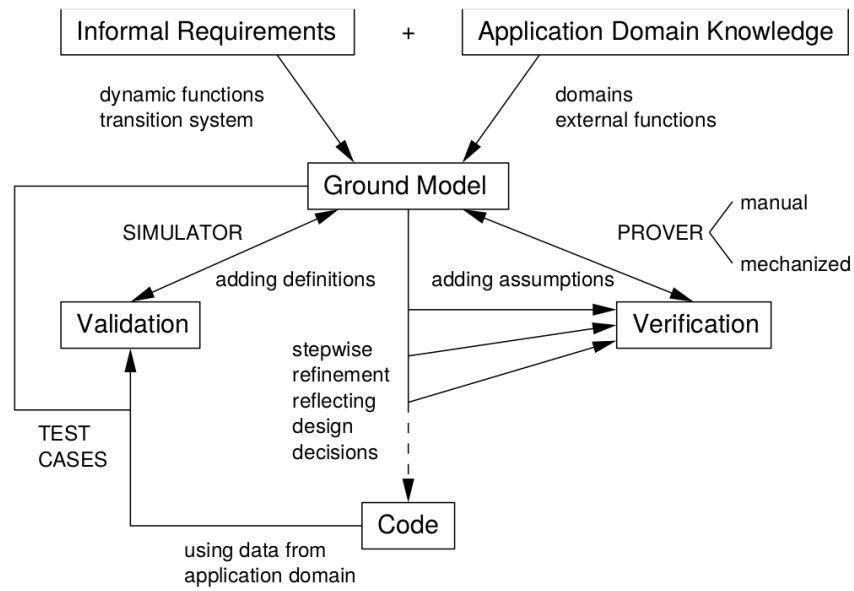 Informal Requirements
+
Application Domain Knowledge
dynamic functions
transition system
domains
external functions
Ground Model
manual
SIMULATOR
PROVER
mechanized
adding definitions
adding assumptions
Validation
Verification
stepwise
refinement
reflecting
design
decisions
TEST
CASES
Code
using data from
application domain